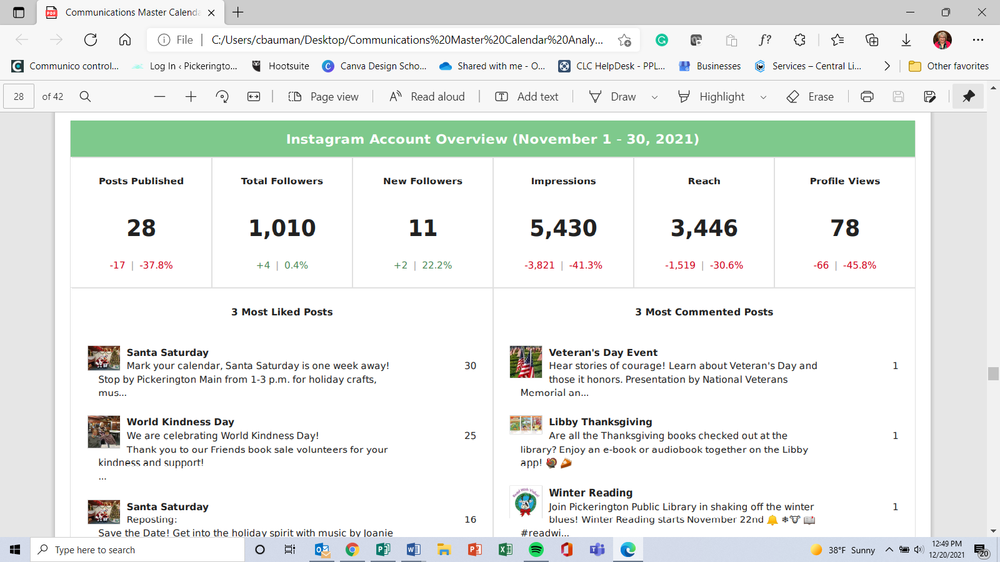 Communications Master Calenda
File
C:/Users/cbauman/Desktop/Communications%20Master%20Calendar%20Analy...
Communico control...
Log In ‹ Pickeringto...
Hootsuite
Canva Design Scho...
Shared with me - O...
CLC HelpDesk - PPL...
Businesses
Services – Central Li...
Other favorites
28 of 42
Page view
Read aloud
Add text
Draw
Highlight
Erase
Instagram Account Overview (November 1 - 30, 2021)
Posts Published
Total Followers
New Followers
Impressions
Reach
Profile Views
28
1,010
11
5,430
3,446
78
-17 | -37.8%
+4 | 0.4%
+2 | 22.2%
-3,821 | -41.3%
-1,519 | -30.6%
-66 | -45.8%
3 Most Liked Posts
Santa Saturday
Mark your calendar, Santa Saturday is one week away! 30
Stop by Pickerington Main from 1-3 p.m. for holiday crafts,
mus...
World Kindness Day
We are celebrating World Kindness Day! 25
Thank you to our Friends book sale volunteers for your
kindness and support!
...
Santa Saturday
Reposting: 16
Save the Date! Get into the holiday spirit with music by Joanie
3 Most Commented Posts
Veteran's Day Event
Hear stories of courage! Learn about Veteran's Day and 1
those it honors. Presentation by National Veterans
Memorial an...
Libby Thanksgiving
Are all the Thanksgiving books checked out at the 1
library? Enjoy an e-book or audiobook together on the Libby
app! 🦃 🥧
Winter Reading
Join Pickerington Public Library in shaking off the winter 1
blues! Winter Reading starts November 22nd 🔔 ❄🐮 📖
#readwi...
Type here to search
38°F Sunny
12:49 PM
12/20/2021
20